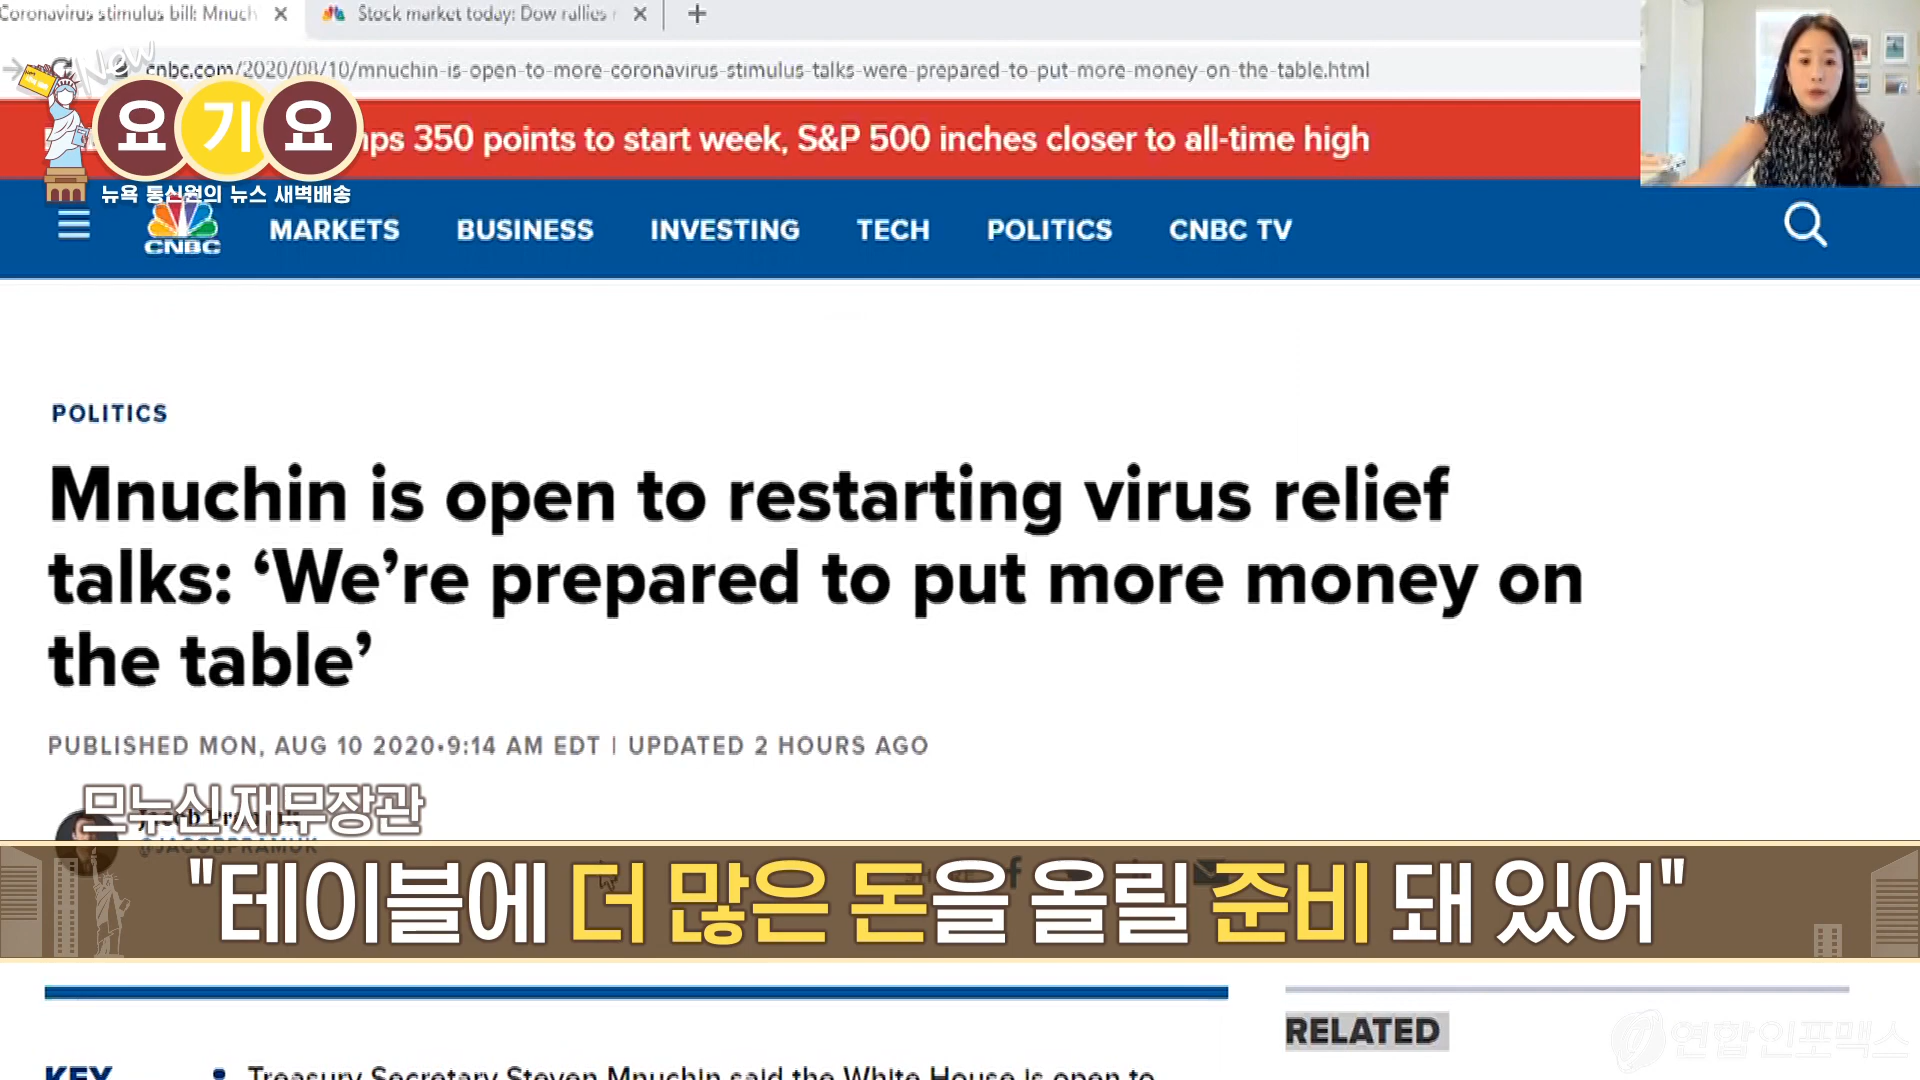 Coronavirus stimulus bill: Mnuch
Stock market today: Dow rallies
cnbc.com/2020/08/10/mnuchin-is-open-to-more-coronavirus-stimulus-talks-were-prepared-to-put-more-money-on-the-table.html
New
요기요
뉴욕 통신원의 뉴스 새벽배송
mps 350 points to start week, S&P 500 inches closer to all-time high
CNBC
MARKETS BUSINESS INVESTING TECH POLITICS CNBC TV
POLITICS
Mnuchin is open to restarting virus relief
talks: ‘We’re prepared to put more money on
the table’
PUBLISHED MON, AUG 10 2020•9:14 AM EDT | UPDATED 2 HOURS AGO
므누신 재무장관
@JACOBPRAMUK
"테이블에 더 많은 돈을 올릴 준비 돼 있어"
RELATED
KEY
Treasury Secretary Steven Mnuchin said the White House is open to
연합인포맥스